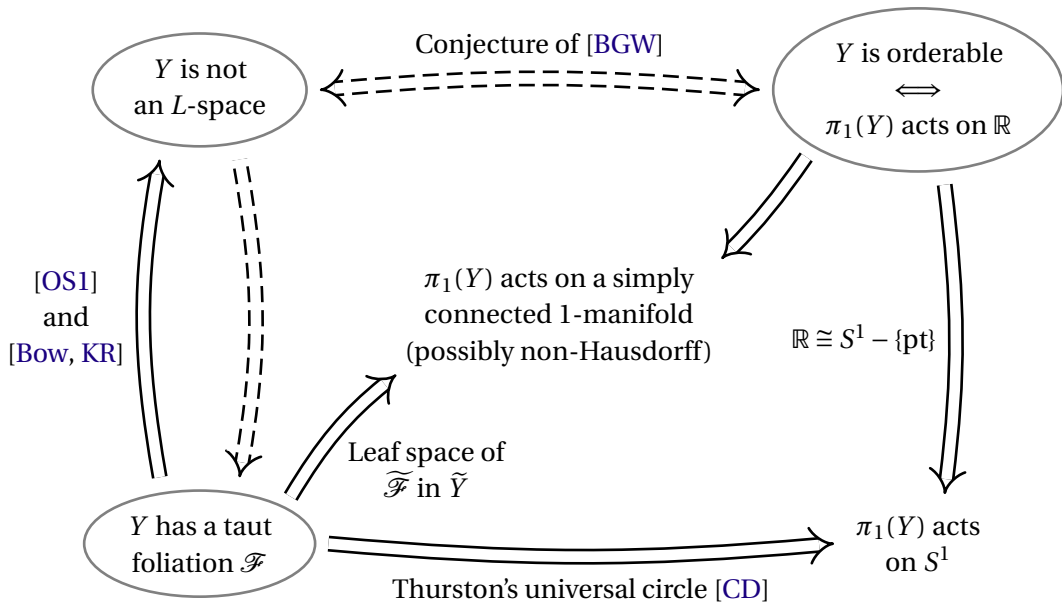 Conjecture of [BGW]
Y is not
an L-space
Y is orderable
⟺
π₁(Y) acts on ℝ
[OS1]
and
[Bow, KR]
π₁(Y) acts on a simply
connected 1-manifold
(possibly non-Hausdorff)
ℝ ≅ S¹ − {pt}
Leaf space of
ℱ̃ in Ỹ
Y has a taut
foliation ℱ
π₁(Y) acts
on S¹
Thurston's universal circle [CD]